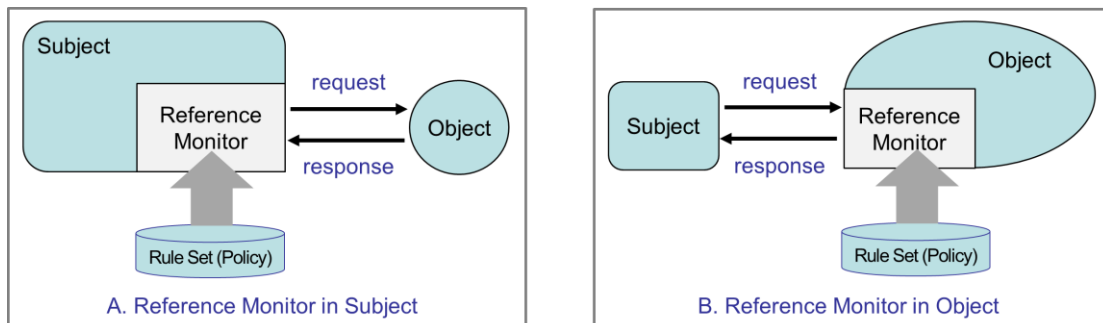 Subject
Reference
Monitor
request
response
Object
Rule Set (Policy)
A. Reference Monitor in Subject
Subject
request
response
Object
Reference
Monitor
Rule Set (Policy)
B. Reference Monitor in Object